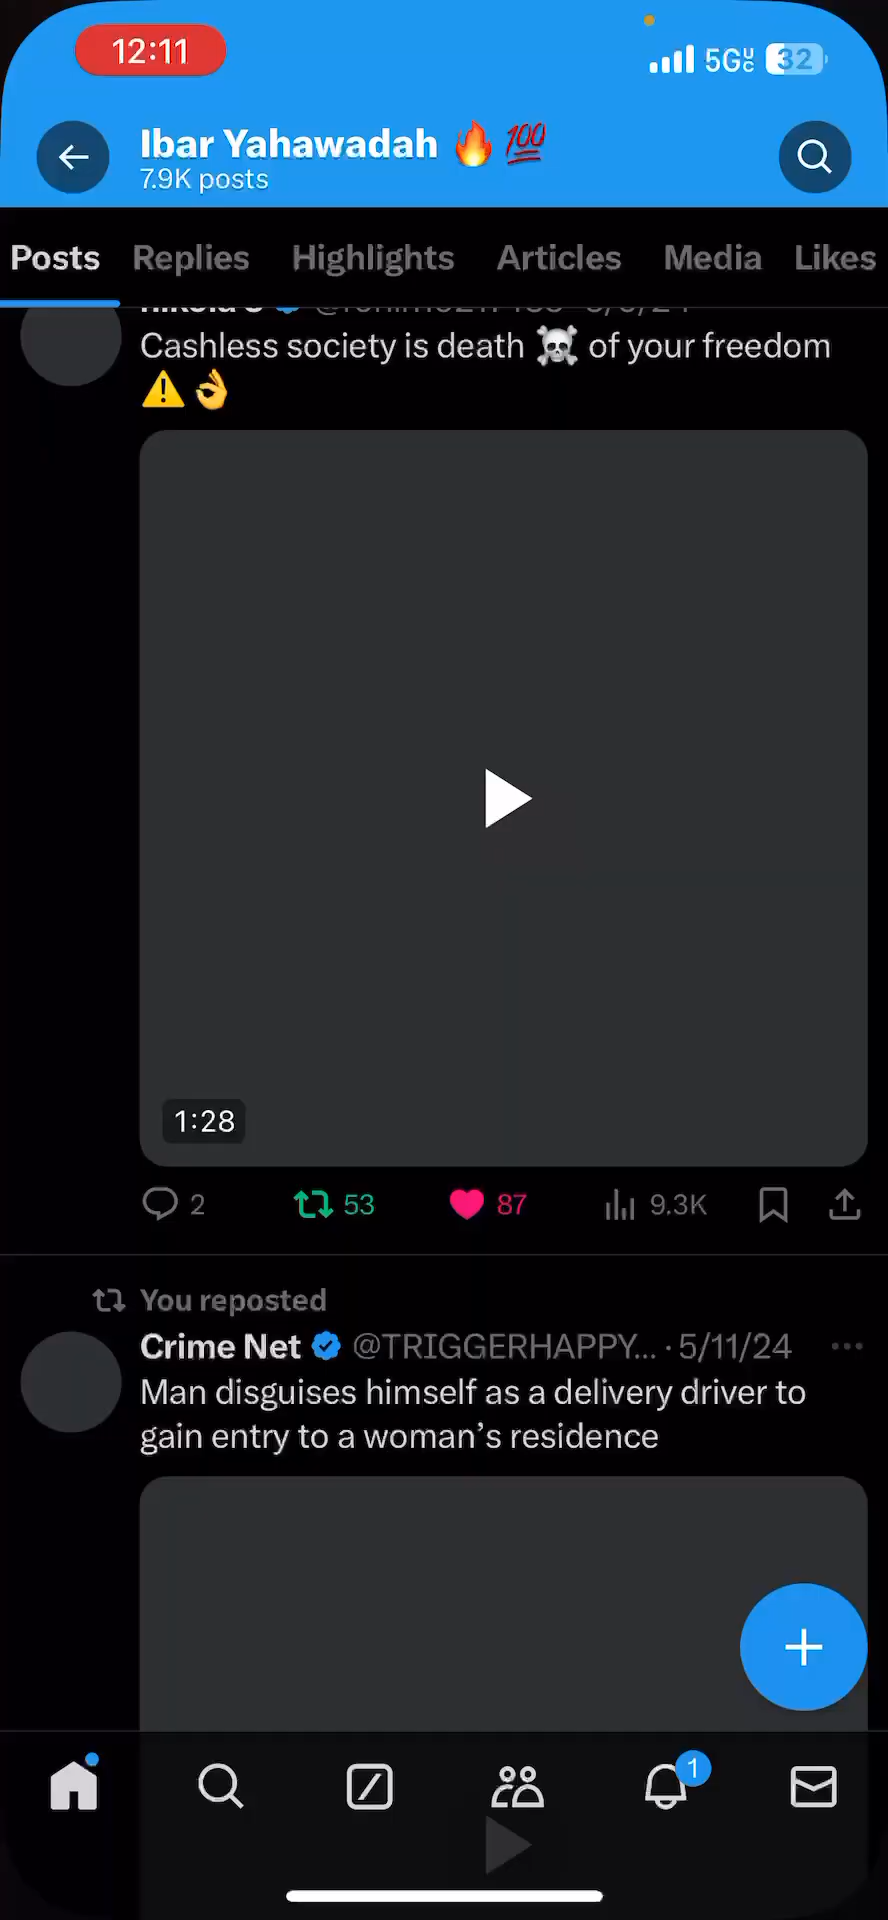 12:11
5G 32
Ibar Yahawadah 🔥 💯
7.9K posts
Posts Replies Highlights Articles Media Likes
Cashless society is death ☠️ of your freedom
⚠️👌
1:28
2 53 87 9.3K
You reposted
Crime Net @TRIGGERHAPPY... · 5/11/24
Man disguises himself as a delivery driver to
gain entry to a woman’s residence
1